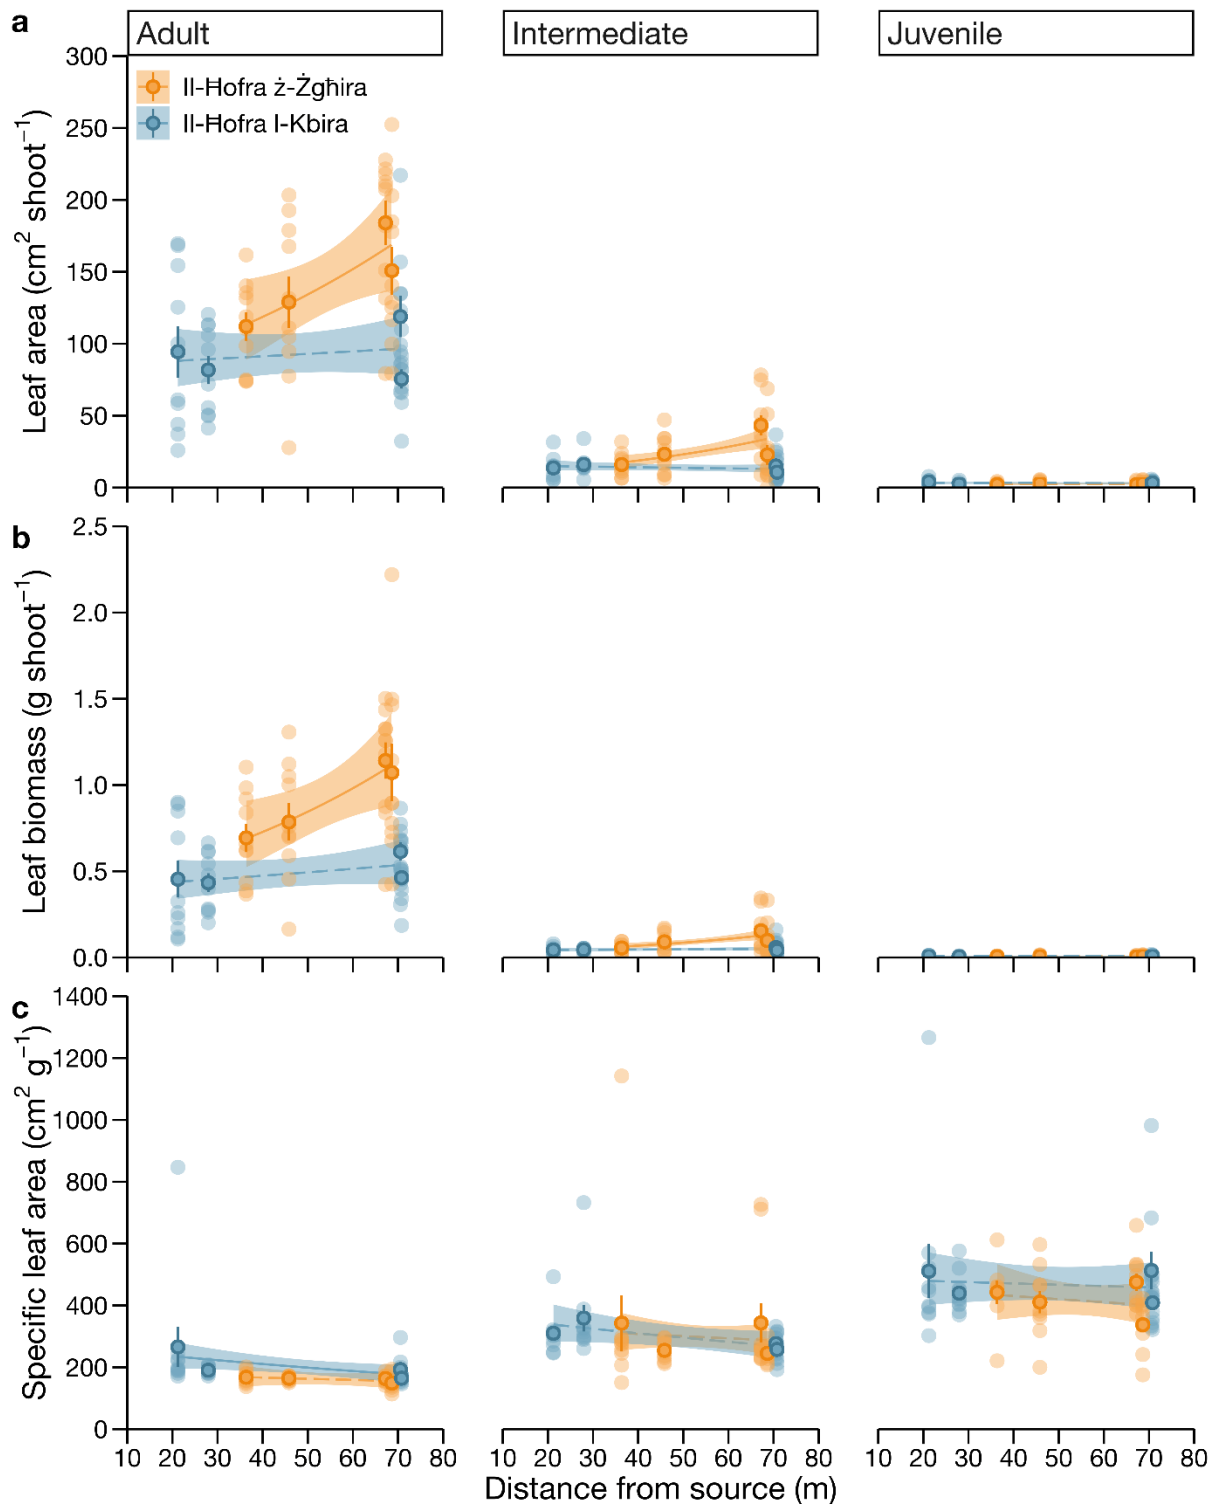 a
Adult
Intermediate
Juvenile
Leaf area (cm² shoot⁻¹)
300
250
200
150
100
50
0
Il-Ħofra ż-Żgħira
Il-Ħofra l-Kbira
b
Leaf biomass (g shoot⁻¹)
2.5
2.0
1.5
1.0
0.5
0.0
c
Specific leaf area (cm² g⁻¹)
1400
1200
1000
800
600
400
200
0
10 20 30 40 50 60 70 80
10 20 30 40 50 60 70 80
10 20 30 40 50 60 70 80
Distance from source (m)